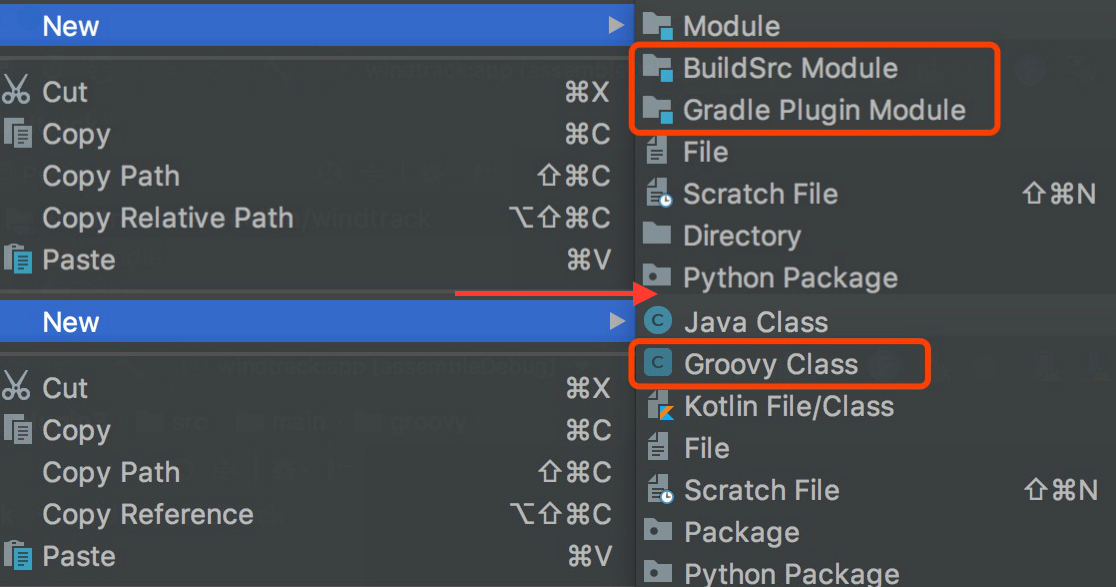 New
Cut ⌘X
Copy ⌘C
Copy Path ⇧⌘C
Copy Relative Path ⌥⇧⌘C
Paste ⌘V
Module
BuildSrc Module
Gradle Plugin Module
File
Scratch File ⇧⌘N
Directory
Python Package
New
Cut ⌘X
Copy ⌘C
Copy Path ⇧⌘C
Copy Reference ⌥⇧⌘C
Paste ⌘V
Java Class
Groovy Class
Kotlin File/Class
File
Scratch File ⇧⌘N
Package
Python Package